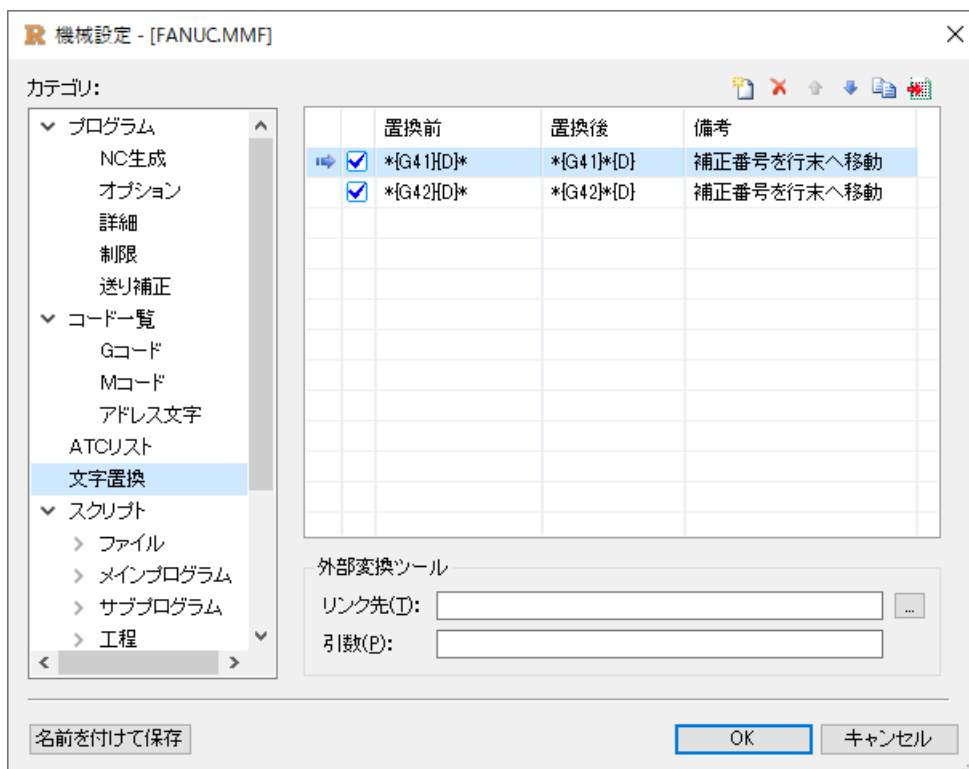 機械設定 - [FANUC.MMF]
カテゴリ:
プログラム
NC生成
オプション
詳細
制限
送り補正
コード一覧
Gコード
Mコード
アドレス文字
ATCリスト
文字置換
スクリプト
ファイル
メインプログラム
サブプログラム
工程
置換前 置換後 備考
*{G41}{D}* *{G41}*{D} 補正番号を行末へ移動
*{G42}{D}* *{G42}*{D} 補正番号を行末へ移動
外部変換ツール
リンク先(T):
...
引数(P):
名前を付けて保存
OK
キャンセル